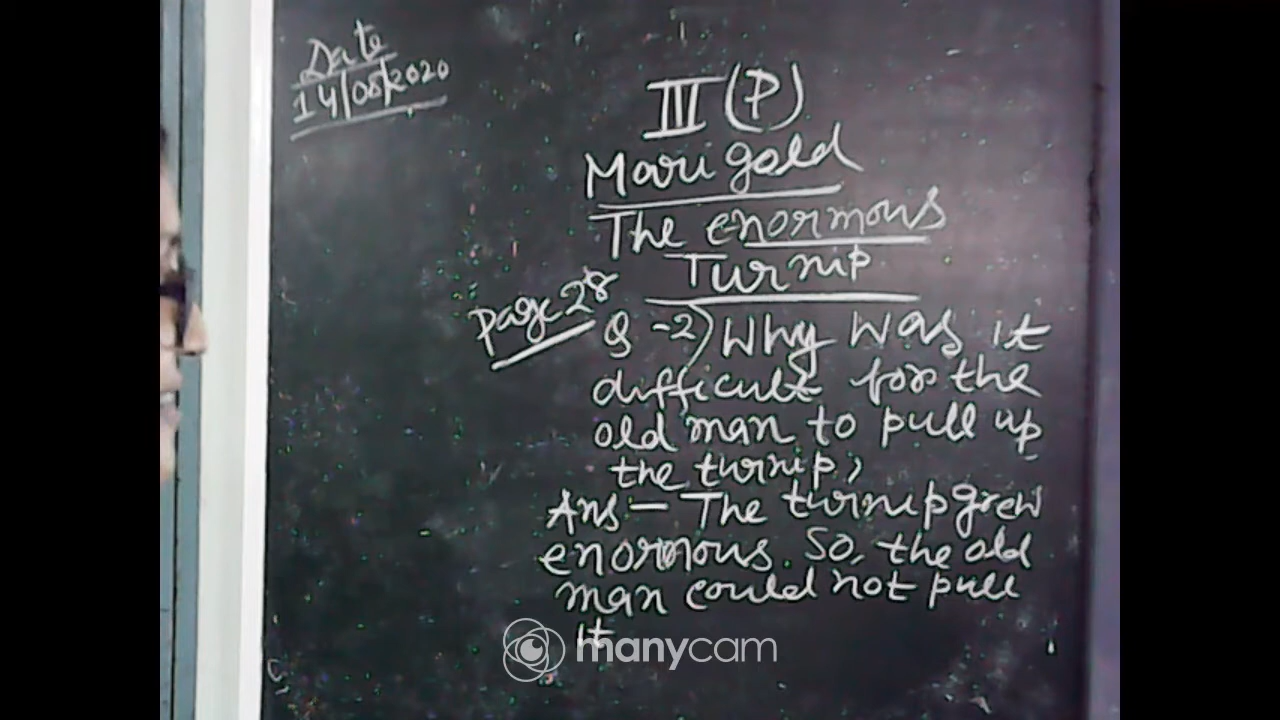 Date
14/08/2020
III (P)
Marigold
The enormous
Turnip
Page 28
Q -2) Why was it
difficult for the
old man to pull up
the turnip?
Ans - The turnip grew
enormous. So, the old
man could not pull
it
manycam